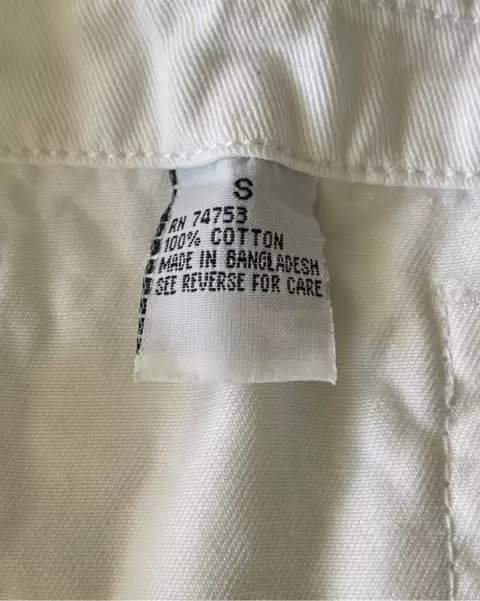 S
RN 74753
100% COTTON
MADE IN BANGLADESH
SEE REVERSE FOR CARE